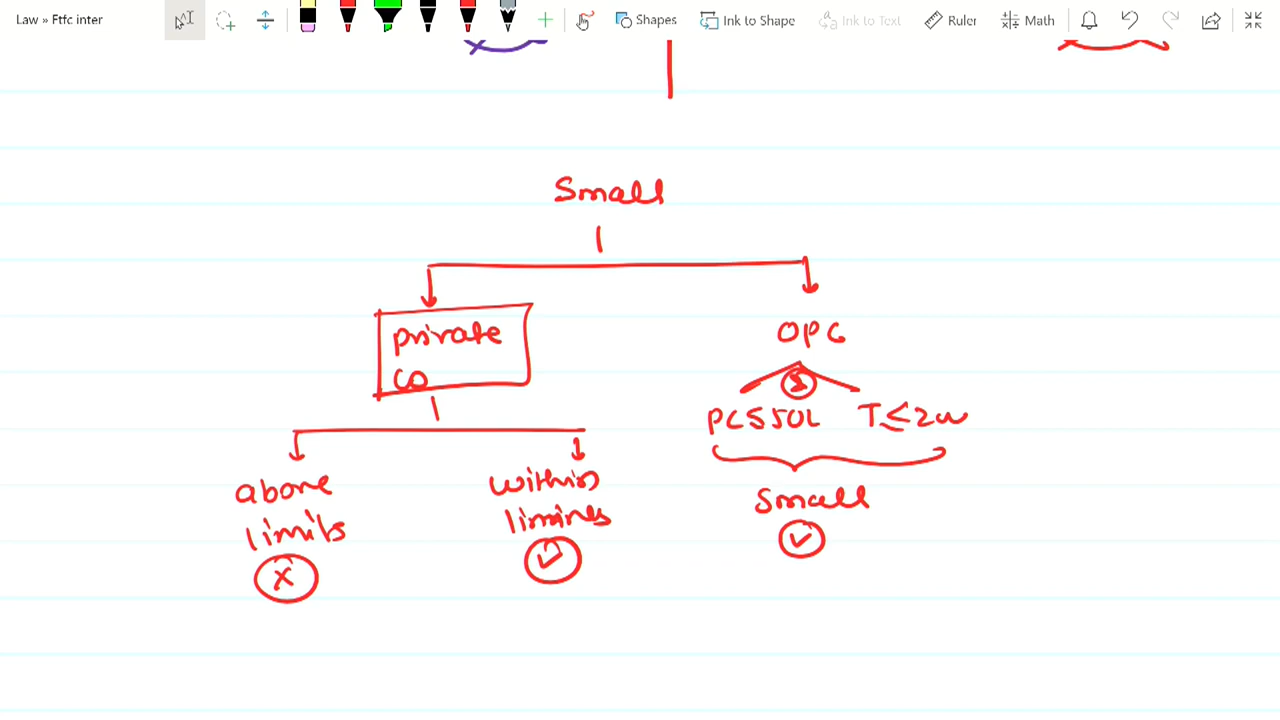 Law » Ftfc inter
Shapes
Ink to Shape
Ink to Text
Ruler
Math
Small
private
co
OPC
PC≤50L T≤2cr
above
limits
within
limits
Small